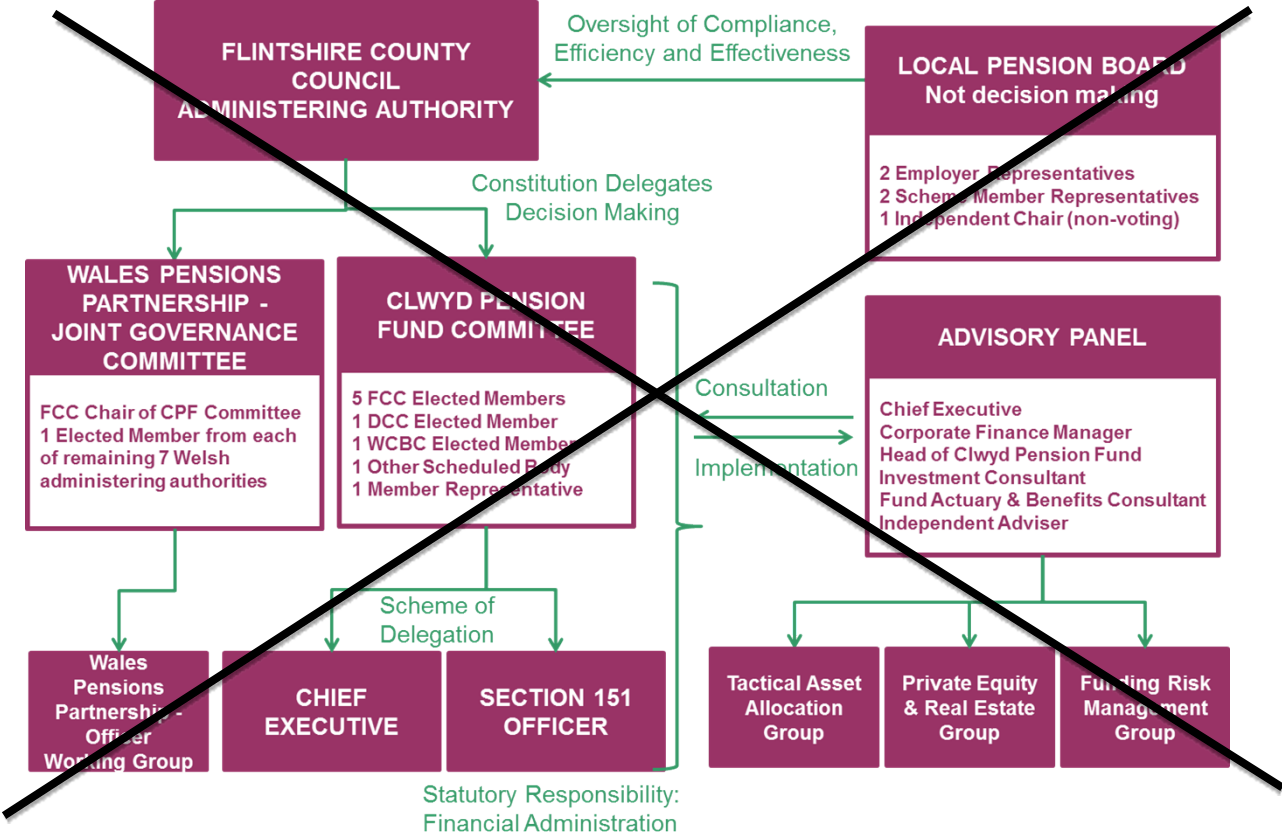 FLINTSHIRE COUNTY
COUNCIL
ADMINISTERING AUTHORITY
Oversight of Compliance,
Efficiency and Effectiveness
LOCAL PENSION BOARD
Not decision making
2 Employer Representatives
2 Scheme Member Representatives
1 Independent Chair (non-voting)
Constitution Delegates
Decision Making
WALES PENSIONS
PARTNERSHIP -
JOINT GOVERNANCE
COMMITTEE
FCC Chair of CPF Committee
1 Elected Member from each
of remaining 7 Welsh
administering authorities
CLWYD PENSION
FUND COMMITTEE
5 FCC Elected Members
1 DCC Elected Member
1 WCBC Elected Member
1 Other Scheduled Body
1 Member Representative
Consultation
Implementation
ADVISORY PANEL
Chief Executive
Corporate Finance Manager
Head of Clwyd Pension Fund
Investment Consultant
Fund Actuary & Benefits Consultant
Independent Adviser
Scheme of
Delegation
Wales
Pensions
Partnership -
Officer
Working Group
CHIEF
EXECUTIVE
SECTION 151
OFFICER
Tactical Asset
Allocation
Group
Private Equity
& Real Estate
Group
Funding Risk
Management
Group
Statutory Responsibility:
Financial Administration